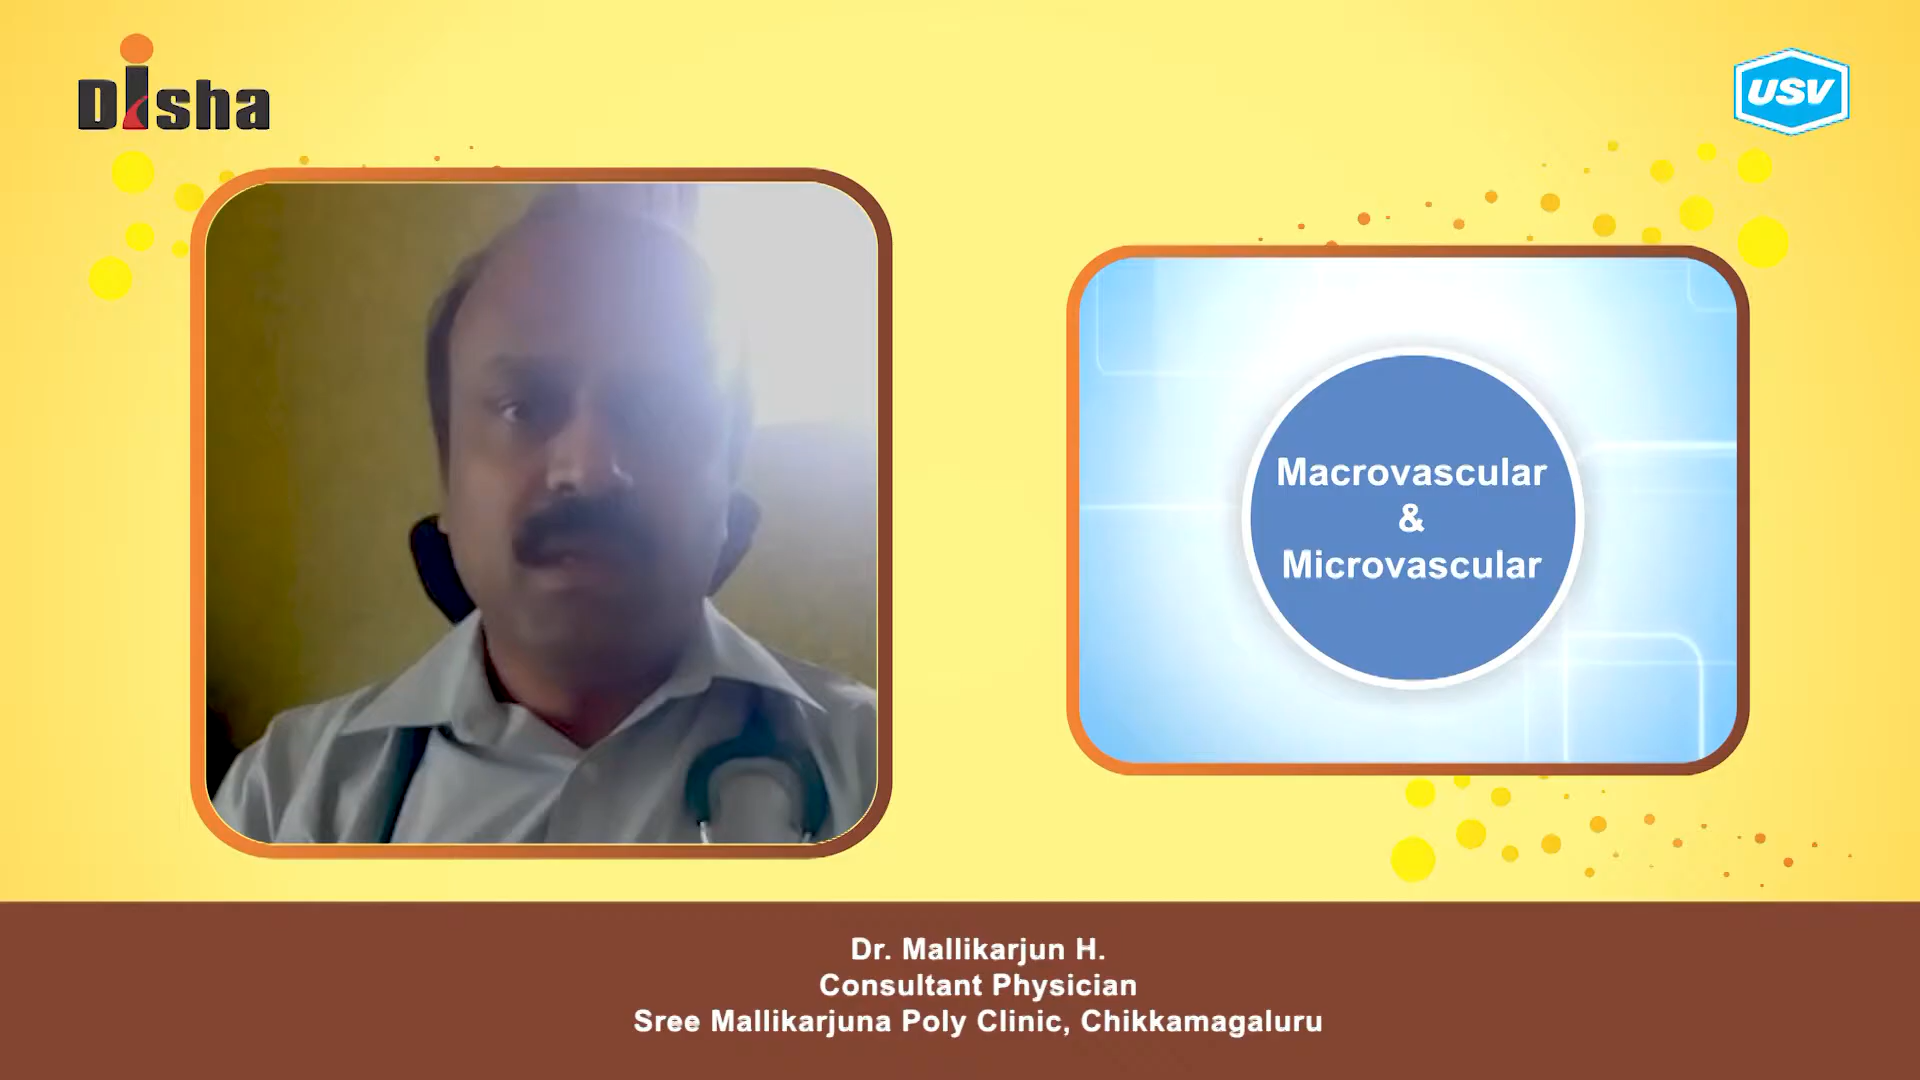 Disha
USV
Macrovascular
&
Microvascular
Dr. Mallikarjun H.
Consultant Physician
Sree Mallikarjuna Poly Clinic, Chikkamagaluru